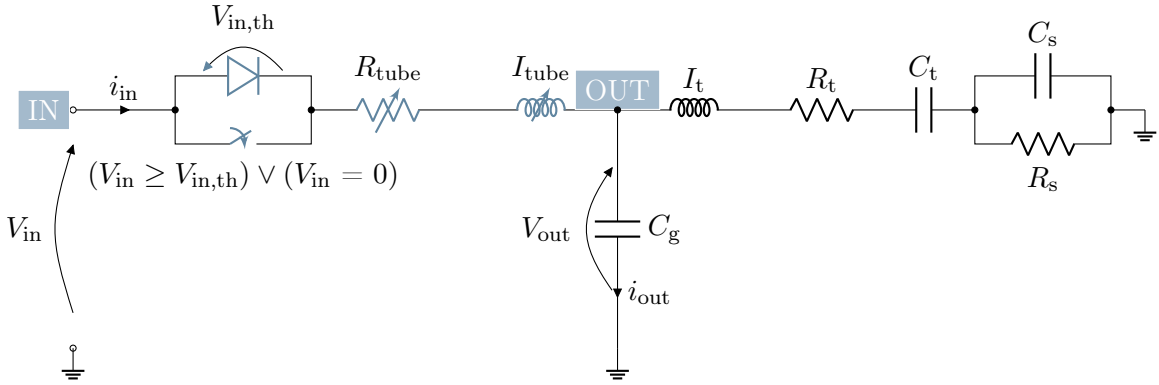 V_in,th
C_s
R_tube
I_tube
OUT
I_t
R_t
C_t
IN
i_in
(V_in ≥ V_in,th) ∨ (V_in = 0)
R_s
V_in
V_out
C_g
i_out